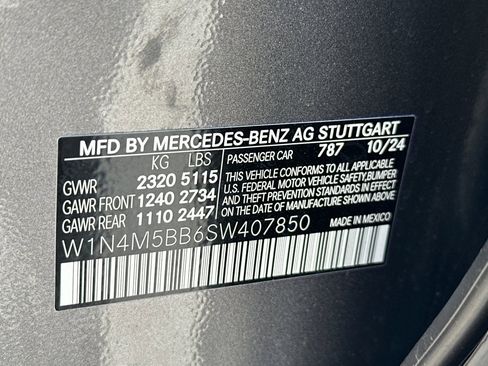 MFD BY MERCEDES-BENZ AG STUTTGART
KG LBS PASSENGER CAR 787 10/24
GWR 2320 5115
GAWR FRONT 1240 2734
GAWR REAR 1110 2447
THIS VEHICLE CONFORMS TO ALL APPLICABLE
U.S. FEDERAL MOTOR VEHICLE SAFETY,BUMPER
AND THEFT PREVENTION STANDARDS IN EFFECT
ON THE DATE OF MANUFACTURE SHOWN ABOVE.
MADE IN MEXICO
W1N4M5BB6SW407850